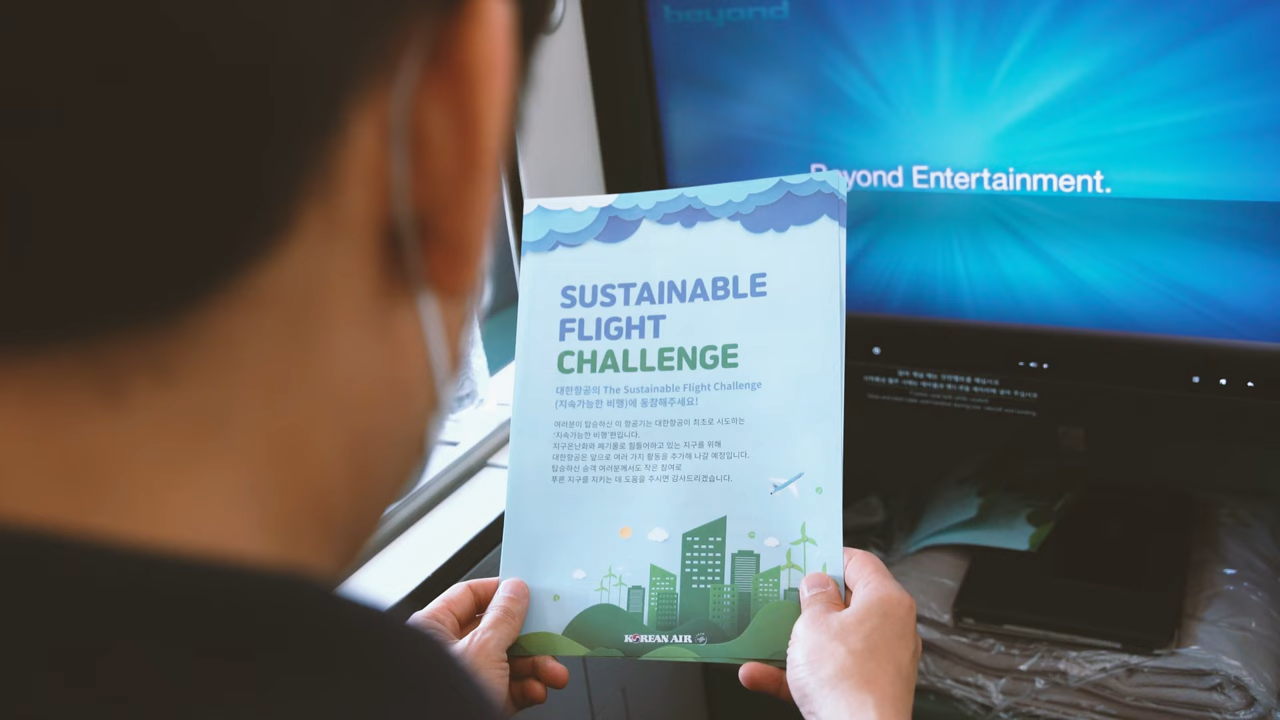 beyond
Beyond Entertainment.
SUSTAINABLE
FLIGHT
CHALLENGE
대한항공의 The Sustainable Flight Challenge
(지속가능한 비행)에 동참해주세요!
여러분이 탑승하신 이 항공기는 대한항공이 최초로 시도하는
'지속가능한 비행'편입니다.
지구온난화와 폐기물로 힘들어하고 있는 지구를 위해
대한항공은 앞으로 여러 가지 활동을 추가해 나갈 예정입니다.
탑승하신 승객 여러분께서도 작은 참여로
푸른 지구를 지키는 데 도움을 주시면 감사드리겠습니다.
KOREAN AIR